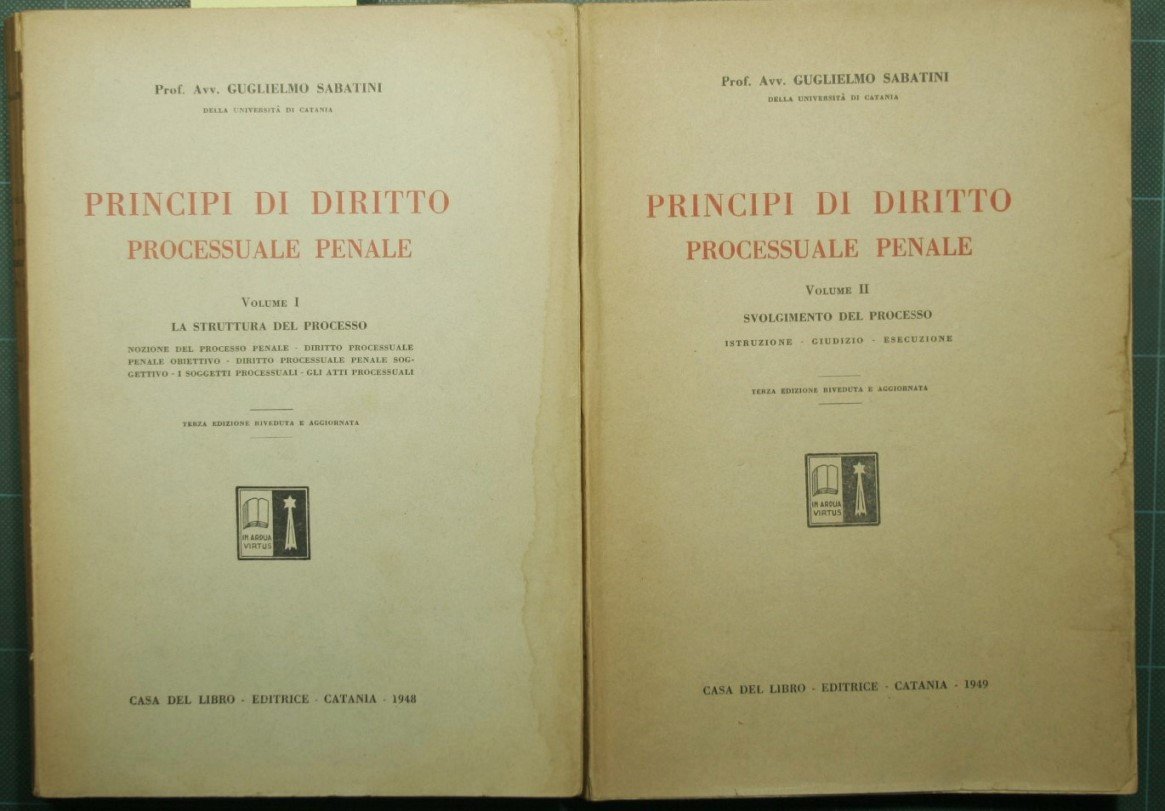 Prof. Avv. GUGLIELMO SABATINI
DELLA UNIVERSITÀ DI CATANIA
PRINCIPI DI DIRITTO
PROCESSUALE PENALE
VOLUME I
LA STRUTTURA DEL PROCESSO
NOZIONE DEL PROCESSO PENALE - DIRITTO PROCESSUALE
PENALE OBIETTIVO - DIRITTO PROCESSUALE PENALE SOG-
GETTIVO - I SOGGETTI PROCESSUALI - GLI ATTI PROCESSUALI
TERZA EDIZIONE RIVEDUTA E AGGIORNATA
IN ARDUA
VIRTUS
CASA DEL LIBRO - EDITRICE - CATANIA - 1948
Prof. Avv. GUGLIELMO SABATINI
DELLA UNIVERSITÀ DI CATANIA
PRINCIPI DI DIRITTO
PROCESSUALE PENALE
VOLUME II
SVOLGIMENTO DEL PROCESSO
ISTRUZIONE - GIUDIZIO - ESECUZIONE
TERZA EDIZIONE RIVEDUTA E AGGIORNATA
IN ARDUA
VIRTUS
CASA DEL LIBRO - EDITRICE - CATANIA - 1949